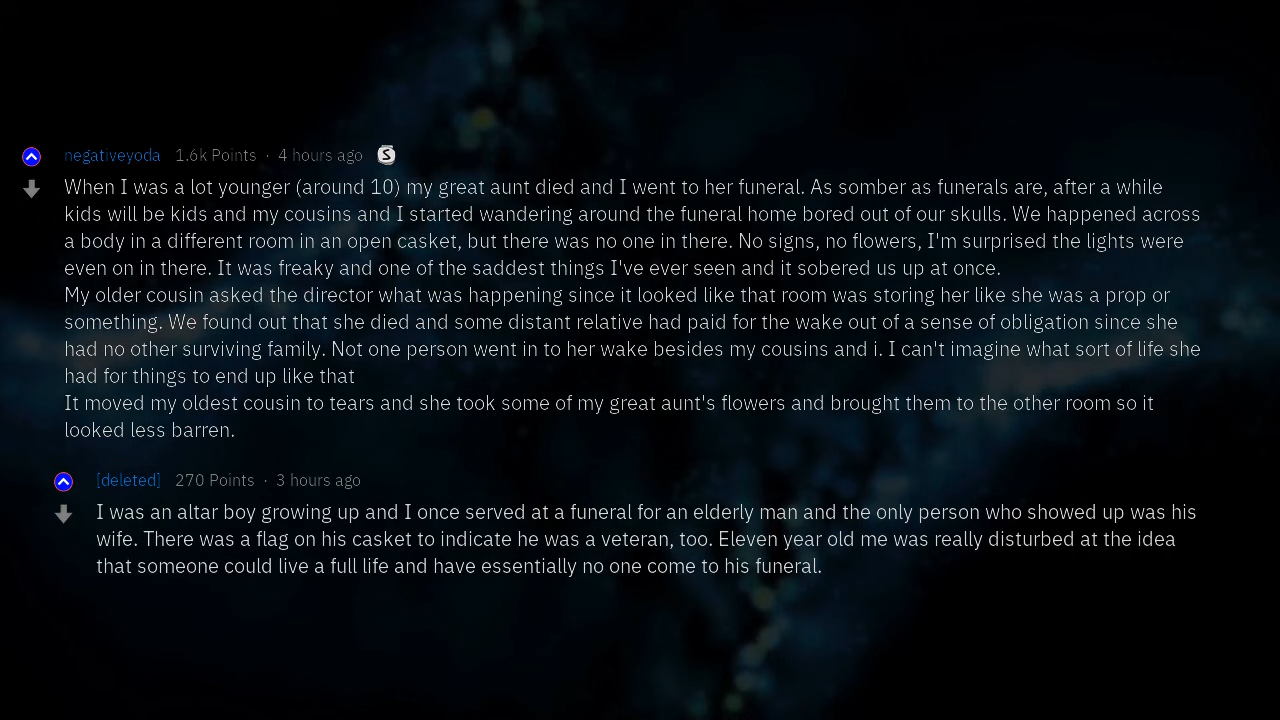 negativeyoda 1.6k Points · 4 hours ago S
When I was a lot younger (around 10) my great aunt died and I went to her funeral. As somber as funerals are, after a while
kids will be kids and my cousins and I started wandering around the funeral home bored out of our skulls. We happened across
a body in a different room in an open casket, but there was no one in there. No signs, no flowers, I'm surprised the lights were
even on in there. It was freaky and one of the saddest things I've ever seen and it sobered us up at once.
My older cousin asked the director what was happening since it looked like that room was storing her like she was a prop or
something. We found out that she died and some distant relative had paid for the wake out of a sense of obligation since she
had no other surviving family. Not one person went in to her wake besides my cousins and i. I can't imagine what sort of life she
had for things to end up like that
It moved my oldest cousin to tears and she took some of my great aunt's flowers and brought them to the other room so it
looked less barren.
[deleted] 270 Points · 3 hours ago
I was an altar boy growing up and I once served at a funeral for an elderly man and the only person who showed up was his
wife. There was a flag on his casket to indicate he was a veteran, too. Eleven year old me was really disturbed at the idea
that someone could live a full life and have essentially no one come to his funeral.